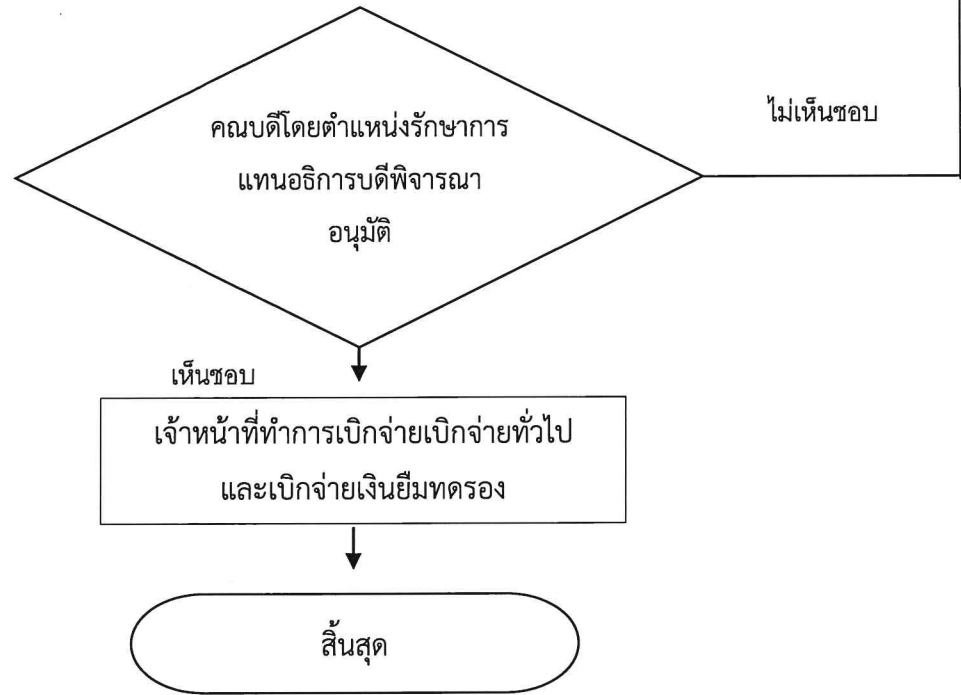 คณบดีโดยตำแหน่งรักษาการ
แทนอธิการบดีพิจารณา
อนุมัติ
ไม่เห็นชอบ
เห็นชอบ
เจ้าหน้าที่ทำการเบิกจ่ายเบิกจ่ายทั่วไป
และเบิกจ่ายเงินยืมทดรอง
สิ้นสุด